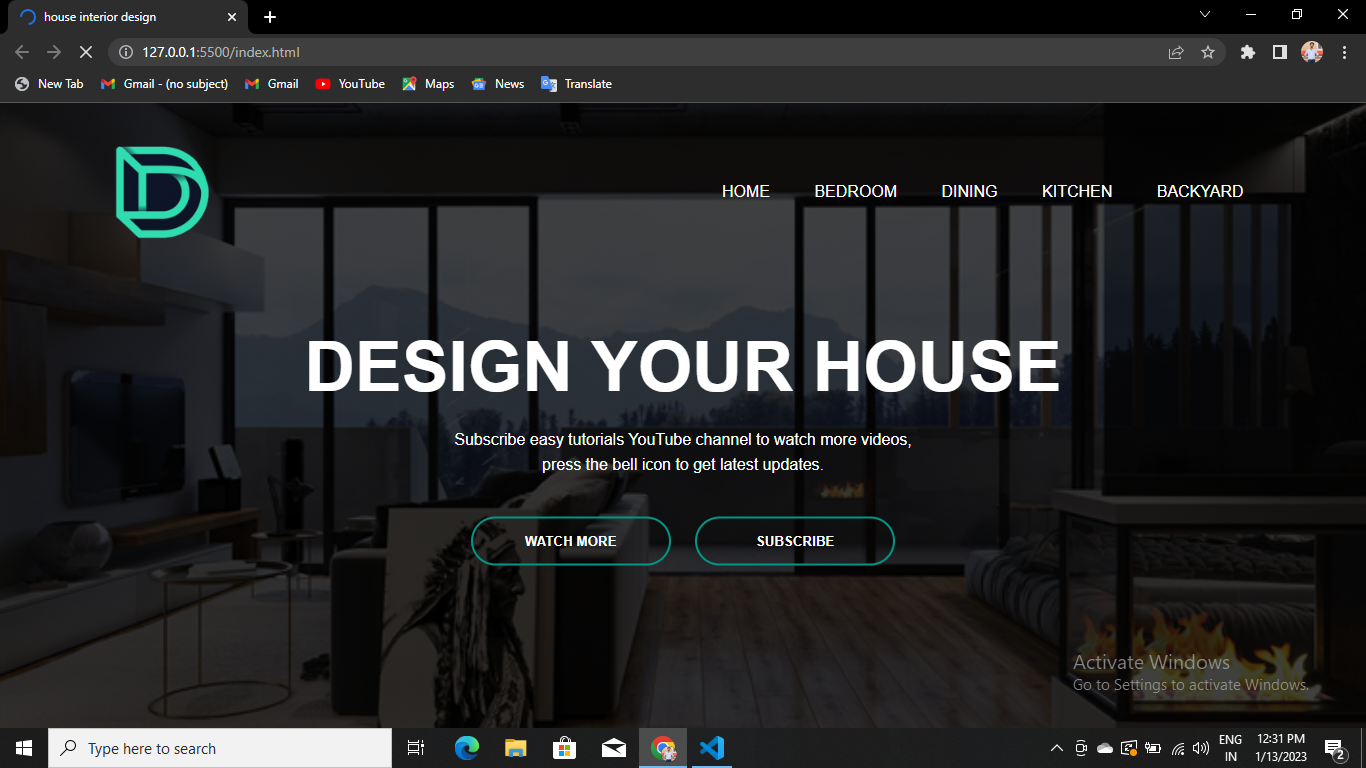 house interior design
127.0.0.1:5500/index.html
New Tab
Gmail - (no subject)
Gmail
YouTube
Maps
News
Translate
HOME
BEDROOM
DINING
KITCHEN
BACKYARD
DESIGN YOUR HOUSE
Subscribe easy tutorials YouTube channel to watch more videos,
press the bell icon to get latest updates.
WATCH MORE
SUBSCRIBE
Activate Windows
Go to Settings to activate Windows.
Type here to search
ENG
IN
12:31 PM
1/13/2023
2